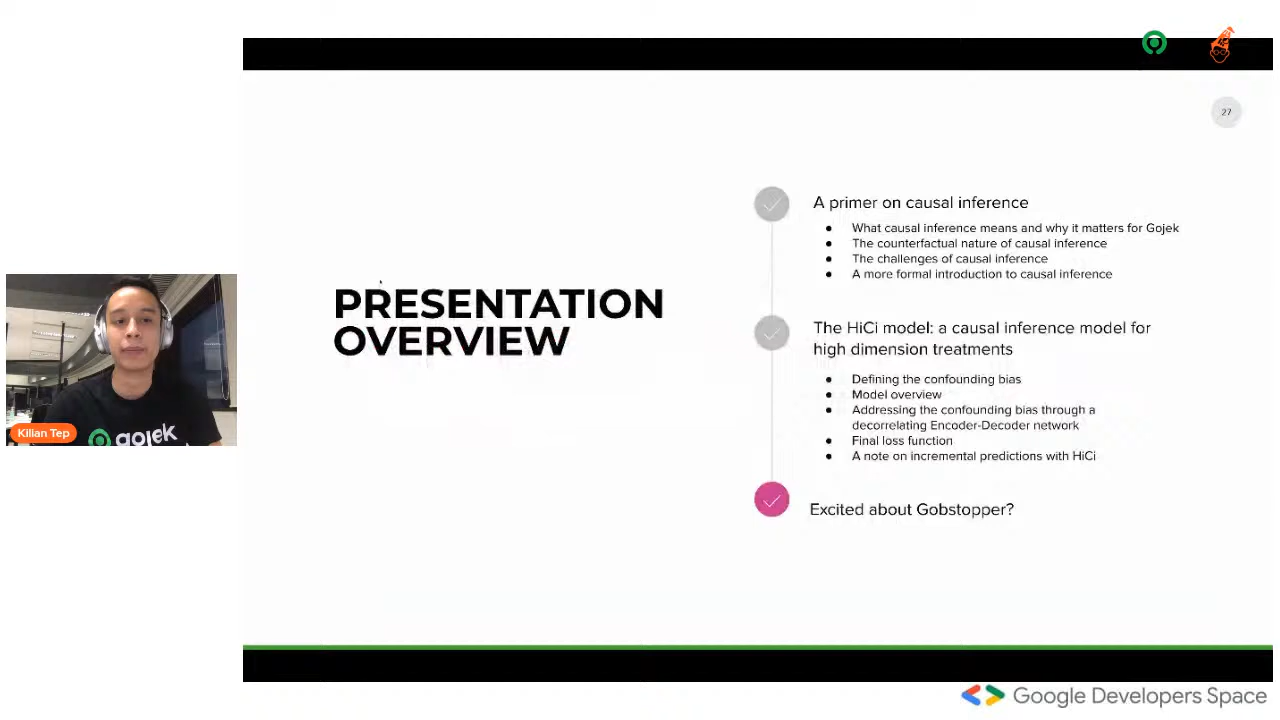 27
PRESENTATION
OVERVIEW
A primer on causal inference
● What causal inference means and why it matters for Gojek
● The counterfactual nature of causal inference
● The challenges of causal inference
● A more formal introduction to causal inference
The HiCi model: a causal inference model for
high dimension treatments
● Defining the confounding bias
● Model overview
● Addressing the confounding bias through a
decorrelating Encoder-Decoder network
● Final loss function
● A note on incremental predictions with HiCi
Excited about Gobstopper?
gojek
Kilian Tep
Google Developers Space